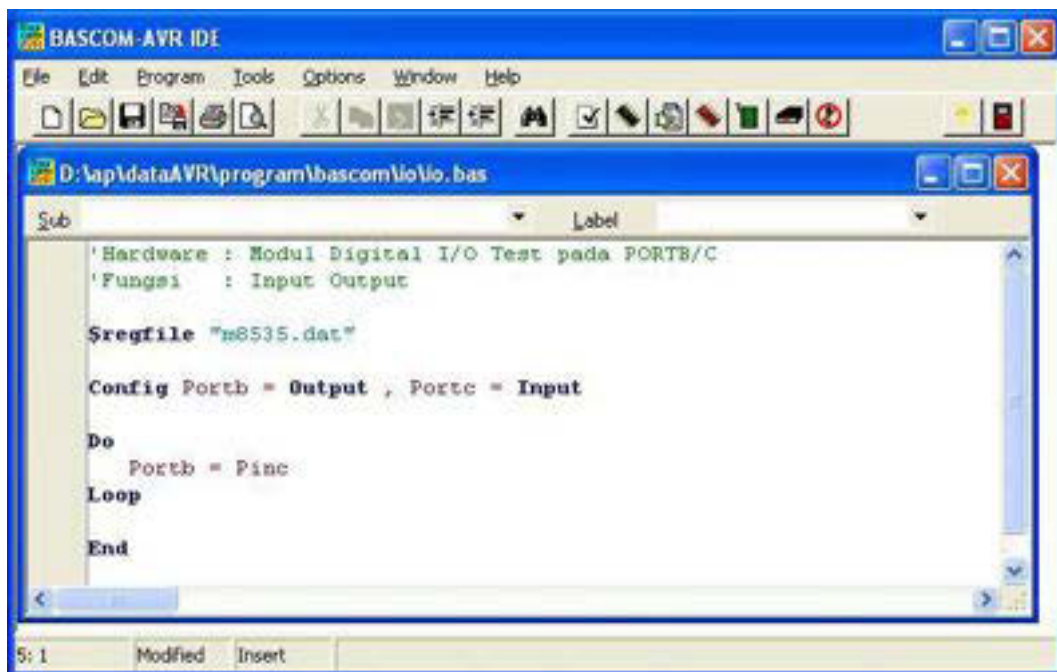 BASCOM-AVR IDE
File Edit Program Tools Options Window Help
D:\ap\dataAVR\program\bascom\io\io.bas
Sub Label
'Hardware : Modul Digital I/O Test pada PORTB/C
'Fungsi : Input Output
$regfile "m8535.dat"
Config Portb = Output , Portc = Input
Do
Portb = Pinc
Loop
End
5: 1 Modified Insert